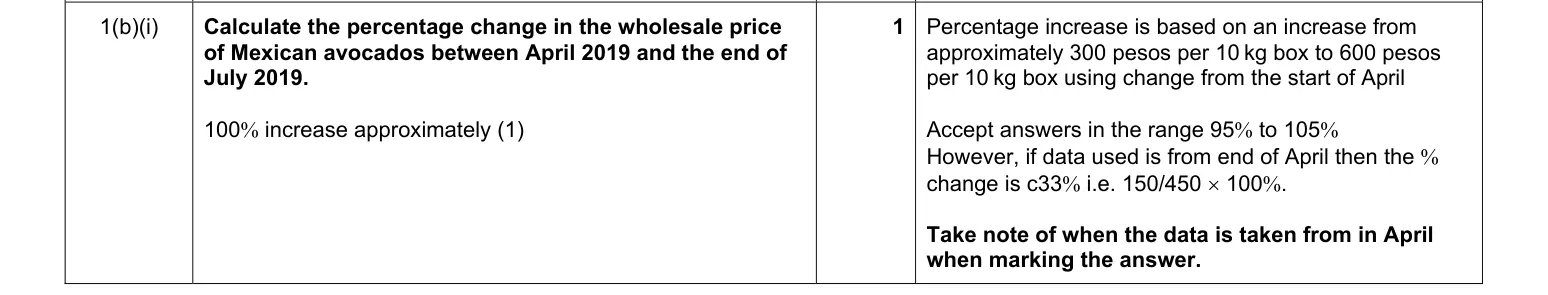 1(b)(i)
Calculate the percentage change in the wholesale price
of Mexican avocados between April 2019 and the end of
July 2019.
100% increase approximately (1)
1
Percentage increase is based on an increase from
approximately 300 pesos per 10 kg box to 600 pesos
per 10 kg box using change from the start of April
Accept answers in the range 95% to 105%
However, if data used is from end of April then the %
change is c33% i.e. 150/450 × 100%.
Take note of when the data is taken from in April
when marking the answer.